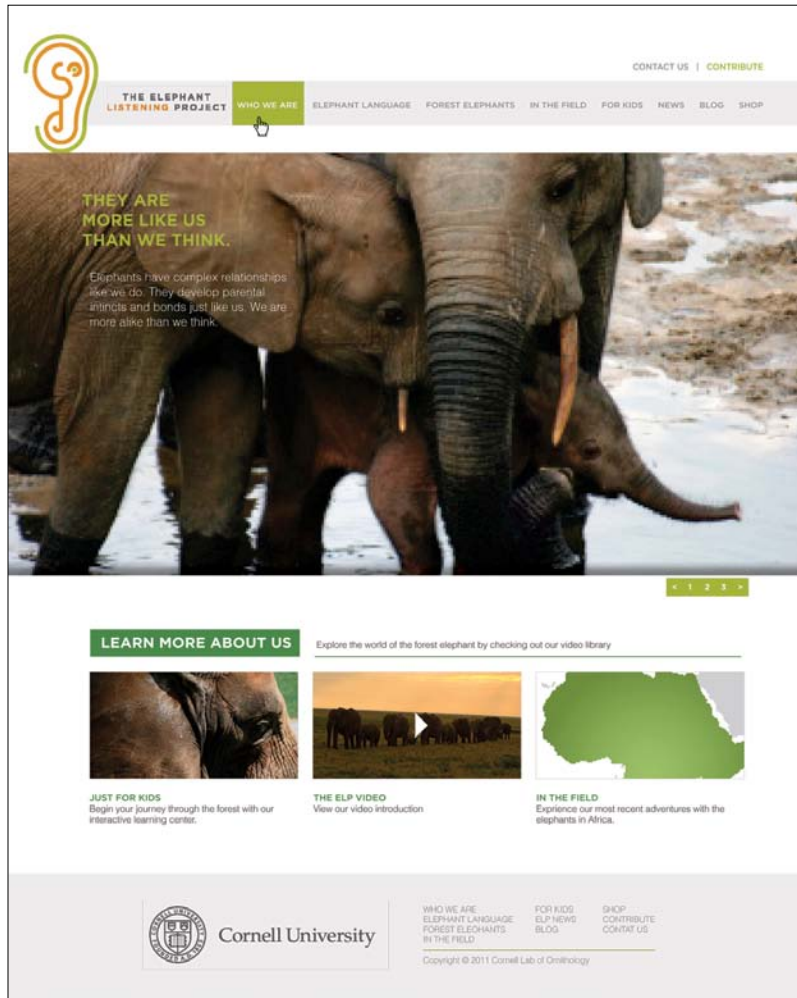 CONTACT US | CONTRIBUTE
THE ELEPHANT
LISTENING PROJECT
WHO WE ARE ELEPHANT LANGUAGE FOREST ELEPHANTS IN THE FIELD FOR KIDS NEWS BLOG SHOP
THEY ARE
MORE LIKE US
THAN WE THINK.
Elephants have complex relationships
like we do. They develop parental
intincts and bonds just like us. We are
more alike than we think.
< 1 2 3 >
LEARN MORE ABOUT US
Explore the world of the forest elephant by checking out our video library
JUST FOR KIDS
Begin your journey through the forest with our
interactive learning center.
THE ELP VIDEO
View our video introduction
IN THE FIELD
Exprience our most recent adventures with the
elephants in Africa.
Cornell University
WHO WE ARE
ELEPHANT LANGUAGE
FOREST ELEOHANTS
IN THE FIELD
FOR KIDS
ELP NEWS
BLOG
SHOP
CONTRIBUTE
CONTAT US
Copyright © 2011 Cornell Lab of Ornithology